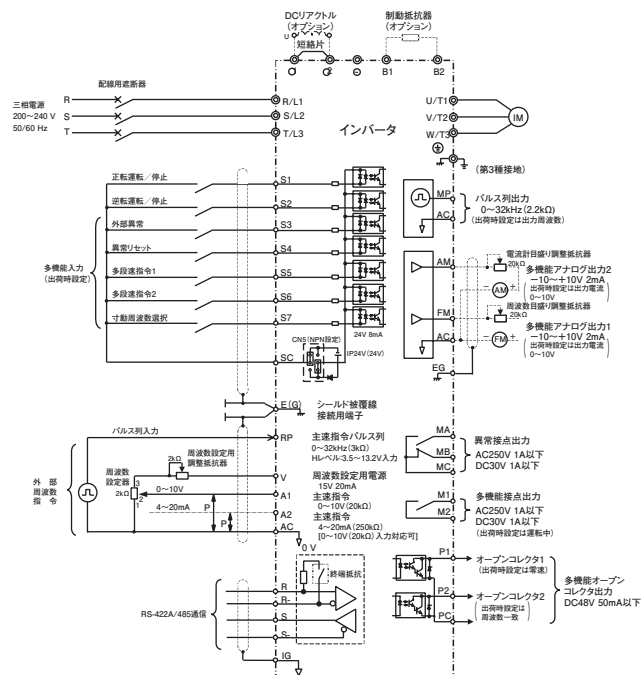 DCリアクトル
(オプション)
U
短絡片
制動抵抗器
(オプション)
1
2
B1
B2
配線用遮断器
三相電源
200〜240 V
50/60 Hz
R
S
T
R/L1
S/L2
T/L3
インバータ
U/T1
V/T2
W/T3
IM
(第3種接地)
正転運転／停止
S1
逆転運転／停止
S2
外部異常
S3
異常リセット
S4
多機能入力
(出荷時設定)
多段速指令1
S5
多段速指令2
S6
寸動周波数選択
S7
24V 8mA
CN5(NPN設定)
IP24V(24V)
SC
MP
AC
パルス列出力
0〜32kHz(2.2kΩ)
(出荷時設定は出力周波数)
AM
電流計目盛り調整抵抗器
20kΩ
− AM +
多機能アナログ出力2
−10〜+10V 2mA
出荷時設定は出力電流
0〜10V
FM
周波数目盛り調整抵抗器
20kΩ
− FM +
AC
多機能アナログ出力1
−10〜+10V 2mA
出荷時設定は出力電流
0〜10V
EG
E(G)
シールド被覆線
接続用端子
パルス列入力
RP
主速指令パルス列
0〜32kHz(3kΩ)
Hレベル:3.5〜13.2V入力
周波数設定用
調整抵抗器
2kΩ
V
周波数設定用電源
15V 20mA
外部
周波数
指令
周波数
設定器
2kΩ
3
2
1
0〜10V
A1
主速指令
0〜10V(20kΩ)
4〜20mA
A2
主速指令
4〜20mA(250kΩ)
[0〜10V(20kΩ)入力対応可]
P
P
AC
0 V
MA
MB
MC
異常接点出力
AC250V 1A以下
DC30V 1A以下
M1
M2
多機能接点出力
AC250V 1A以下
DC30V 1A以下
(出荷時設定は運転中)
RS-422A/485通信
R
R-
S
S-
終端抵抗
IG
P1
オープンコレクタ1
(出荷時設定は零速)
P2
オープンコレクタ2
出荷時設定は
周波数一致
PC
多機能オープン
コレクタ出力
DC48V 50mA以下